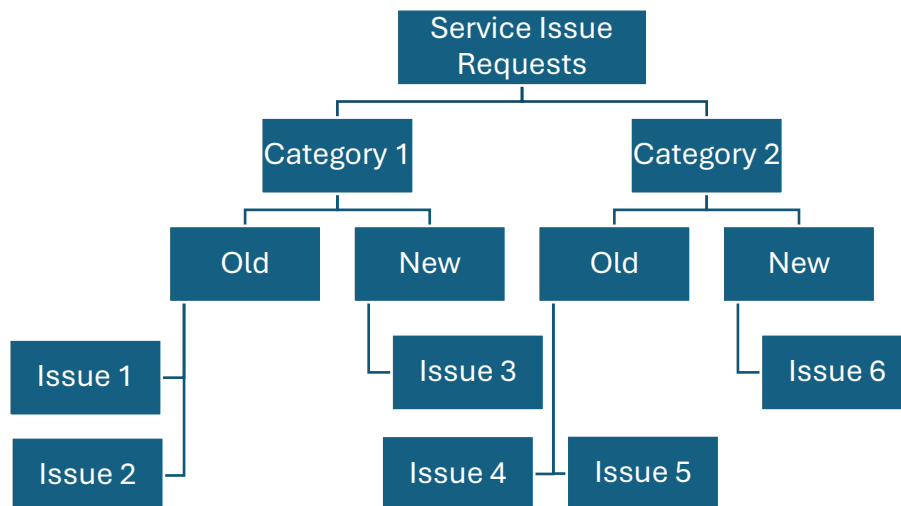 Service Issue
Requests
Category 1
Category 2
Old
New
Old
New
Issue 1
Issue 3
Issue 6
Issue 2
Issue 4
Issue 5